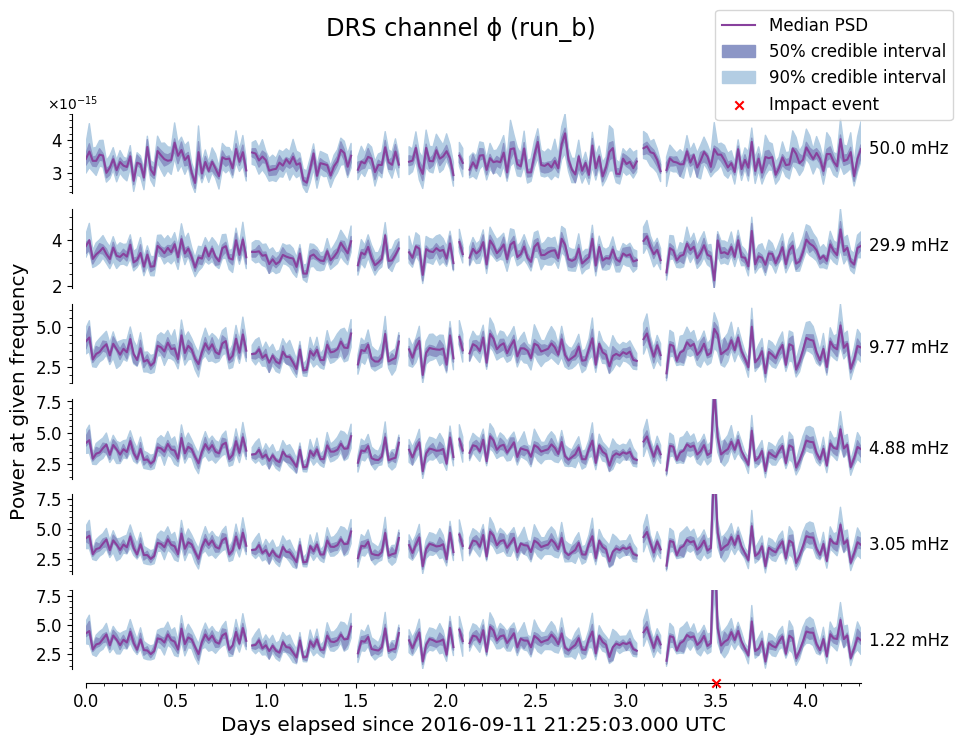 DRS channel ϕ (run_b)
Median PSD
50% credible interval
90% credible interval
Impact event
×10⁻¹⁵
4
3
50.0 mHz
4
2
29.9 mHz
5.0
2.5
9.77 mHz
7.5
5.0
2.5
4.88 mHz
7.5
5.0
2.5
3.05 mHz
7.5
5.0
2.5
1.22 mHz
Power at given frequency
0.0 0.5 1.0 1.5 2.0 2.5 3.0 3.5 4.0
Days elapsed since 2016-09-11 21:25:03.000 UTC